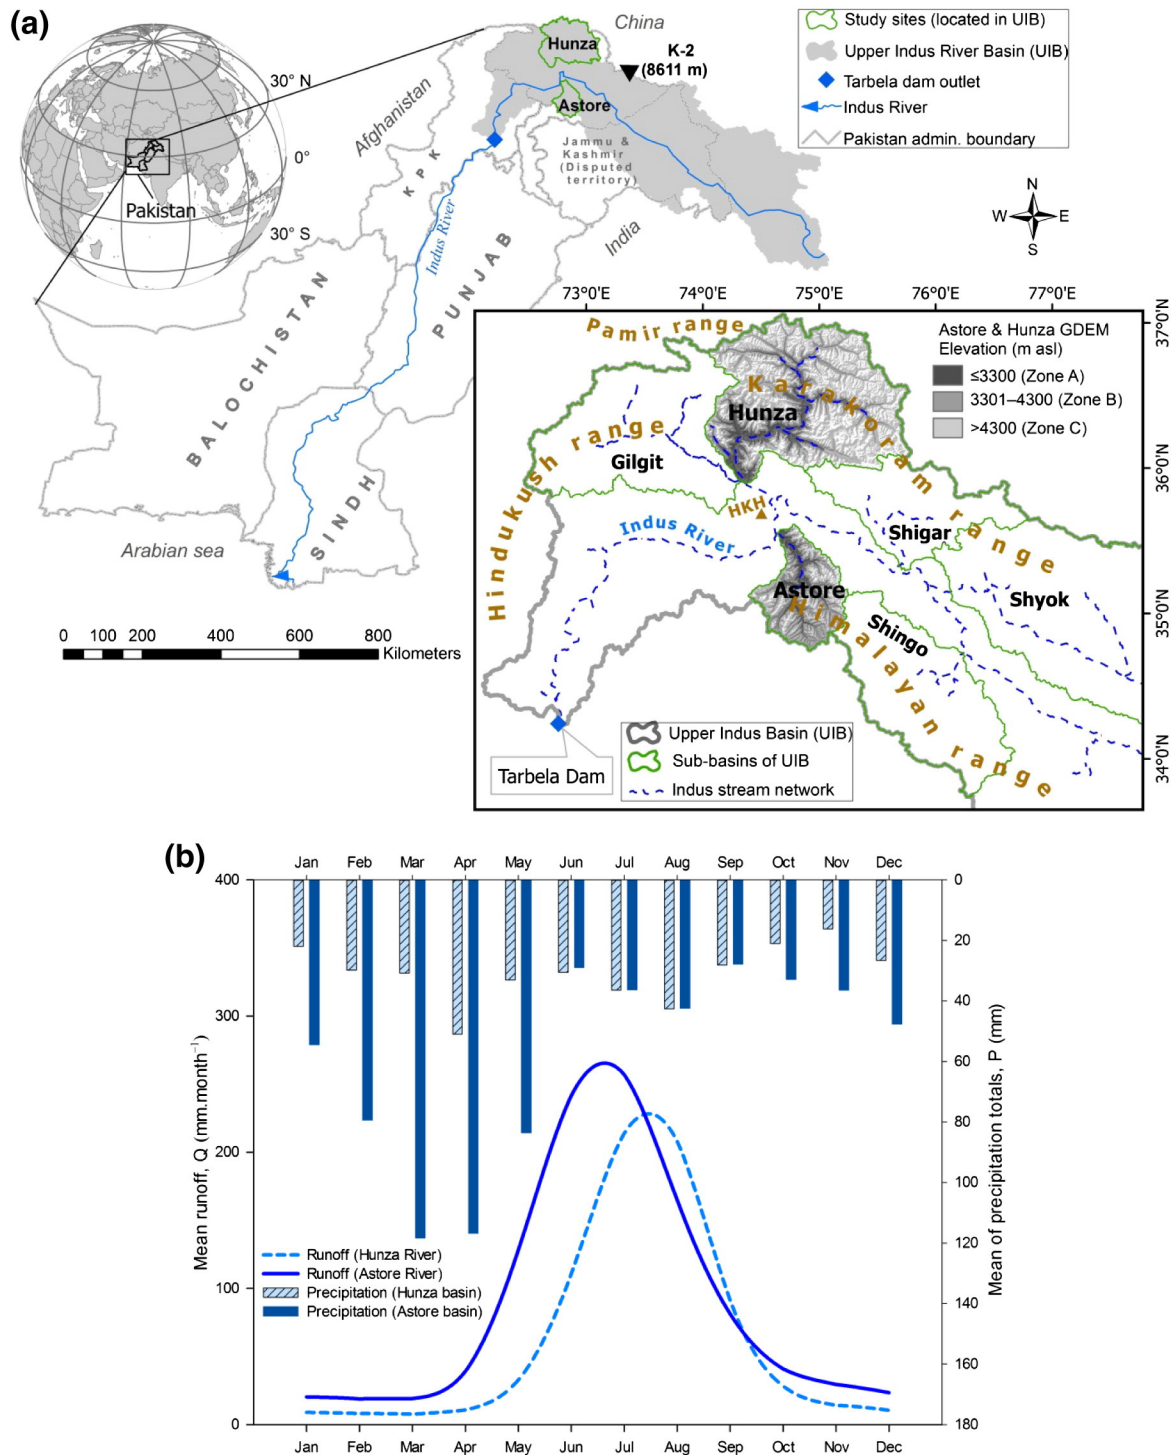 (a)
30° N
0°
30° S
Pakistan
China
Hunza
K-2
(8611 m)
Astore
Afghanistan
Jammu &
Kashmir
(Disputed
territory)
KPK
Indus River
India
PUNJAB
BALOCHISTAN
SINDH
Arabian sea
Study sites (located in UIB)
Upper Indus River Basin (UIB)
Tarbela dam outlet
Indus River
Pakistan admin. boundary
N
W E
S
0 100 200 400 600 800
Kilometers
73°0'E 74°0'E 75°0'E 76°0'E 77°0'E
37°0'N
36°0'N
35°0'N
34°0'N
Pamir range
Astore & Hunza GDEM
Elevation (m asl)
≤3300 (Zone A)
3301–4300 (Zone B)
>4300 (Zone C)
Karakoram range
Hunza
Hindukush range
Gilgit
HKH
Indus River
Shigar
Astore
Shyok
Shingo
Himalayan range
Upper Indus Basin (UIB)
Sub-basins of UIB
Indus stream network
Tarbela Dam
(b)
Jan Feb Mar Apr May Jun Jul Aug Sep Oct Nov Dec
400
300
200
100
0
Mean runoff, Q (mm.month⁻¹)
0
20
40
60
80
100
120
140
160
180
Mean of precipitation totals, P (mm)
Runoff (Hunza River)
Runoff (Astore River)
Precipitation (Hunza basin)
Precipitation (Astore basin)
Jan Feb Mar Apr May Jun Jul Aug Sep Oct Nov Dec